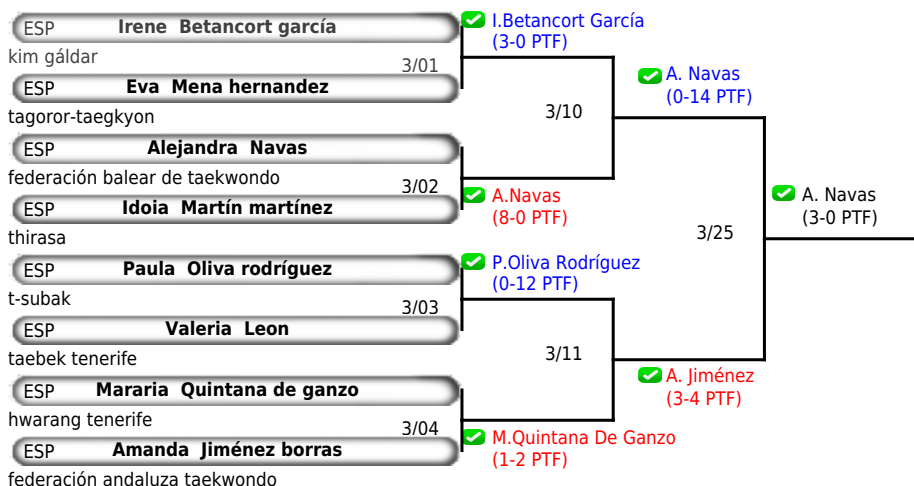 ESP Irene Betancort garcía
kim gáldar
3/01
ESP Eva Mena hernandez
tagoror-taegkyon
ESP Alejandra Navas
federación balear de taekwondo
3/02
ESP Idoia Martín martínez
thirasa
ESP Paula Oliva rodríguez
t-subak
3/03
ESP Valeria Leon
taebek tenerife
ESP Mararia Quintana de ganzo
hwarang tenerife
3/04
ESP Amanda Jiménez borras
federación andaluza taekwondo
I.Betancort García
(3-0 PTF)
3/10
A.Navas
(8-0 PTF)
P.Oliva Rodríguez
(0-12 PTF)
3/11
M.Quintana De Ganzo
(1-2 PTF)
A. Navas
(0-14 PTF)
3/25
A. Jiménez
(3-4 PTF)
A. Navas
(3-0 PTF)